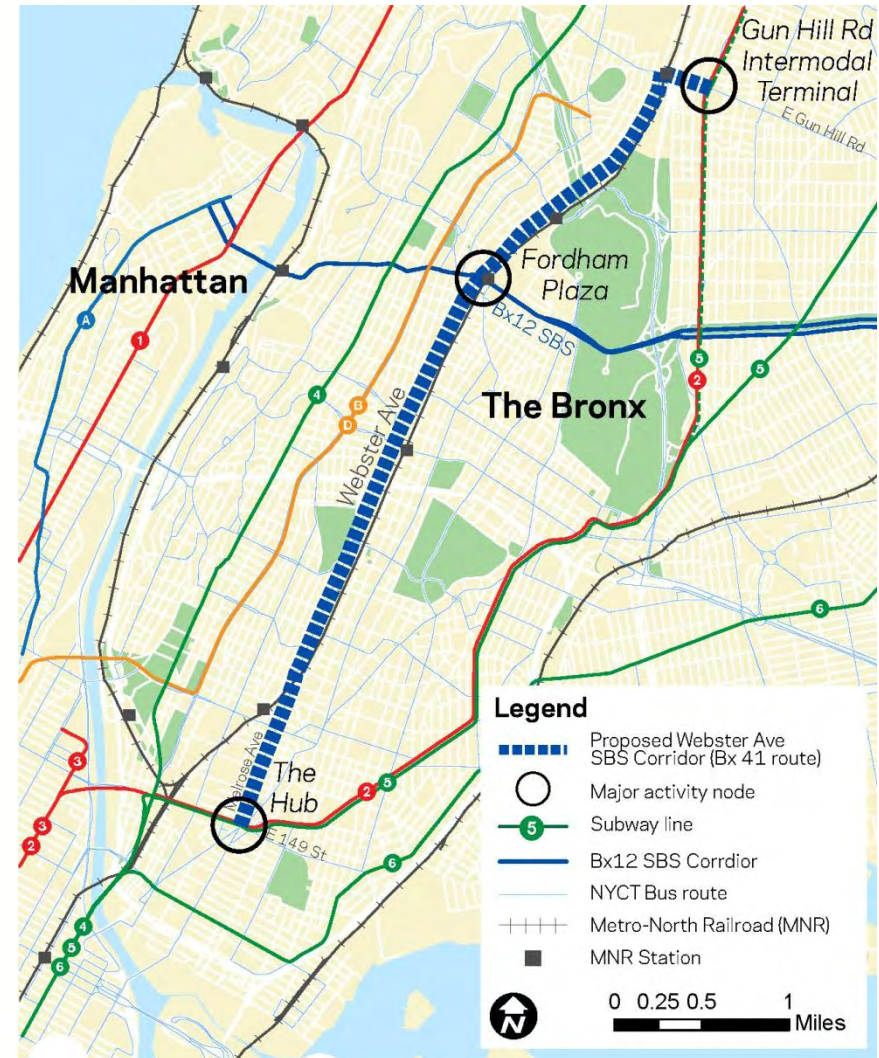 Gun Hill Rd
Intermodal
Terminal
E Gun Hill Rd
Fordham
Plaza
Bx12 SBS
Manhattan
A
1
4
B
D
Webster Ave
The Bronx
5
2
5
6
3
3
2
Melrose Ave
The
Hub
2
5
E 149 St
6
4
5
6
Legend
Proposed Webster Ave
SBS Corridor (Bx 41 route)
Major activity node
5
Subway line
Bx12 SBS Corrdior
NYCT Bus route
Metro-North Railroad (MNR)
MNR Station
N
0 0.25 0.5 1
Miles